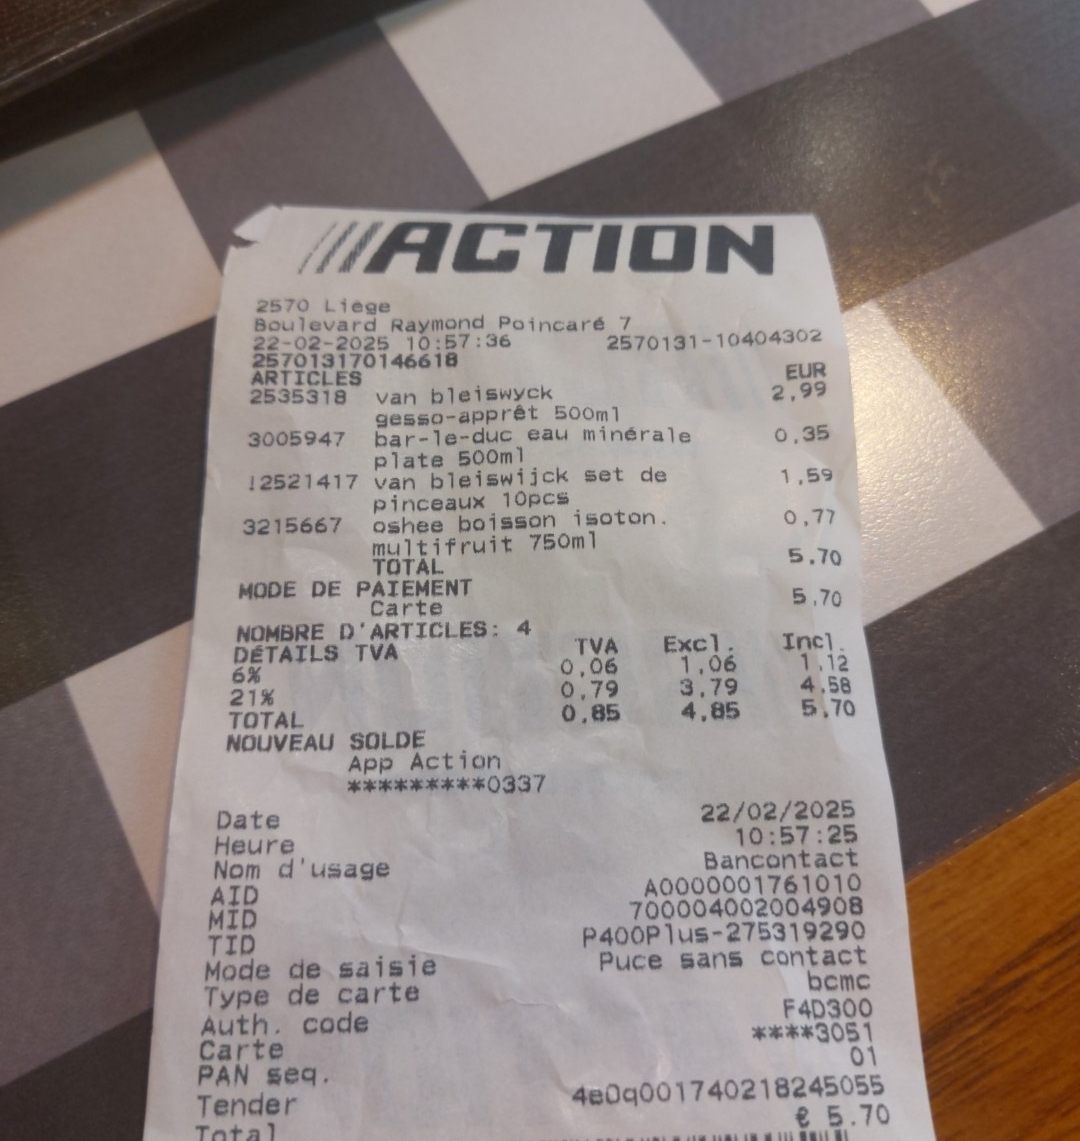 ///ACTION
2570 Liège
Boulevard Raymond Poincaré 7
22-02-2025 10:57:36 2570131-10404302
257013170146618
ARTICLES EUR
2535318 van bleiswyck 2,99
gesso-apprêt 500ml
3005947 bar-le-duc eau minérale 0,35
plate 500ml
!2521417 van bleiswijck set de 1,59
pinceaux 10pcs
3215667 oshee boisson isoton. 0,77
multifruit 750ml
TOTAL 5,70
MODE DE PAIEMENT
Carte 5,70
NOMBRE D'ARTICLES: 4
DÉTAILS TVA TVA Excl. Incl.
6% 0,06 1,06 1,12
21% 0,79 3,79 4,58
TOTAL 0,85 4,85 5,70
NOUVEAU SOLDE
App Action
*********0337
Date 22/02/2025
Heure 10:57:25
Nom d'usage Bancontact
AID A0000001761010
MID 700004002004908
TID P400Plus-275319290
Mode de saisie Puce sans contact
Type de carte bcmc
Auth. code F4D300
Carte ****3051
PAN seq. 01
Tender 4e0q001740218245055
Total € 5.70